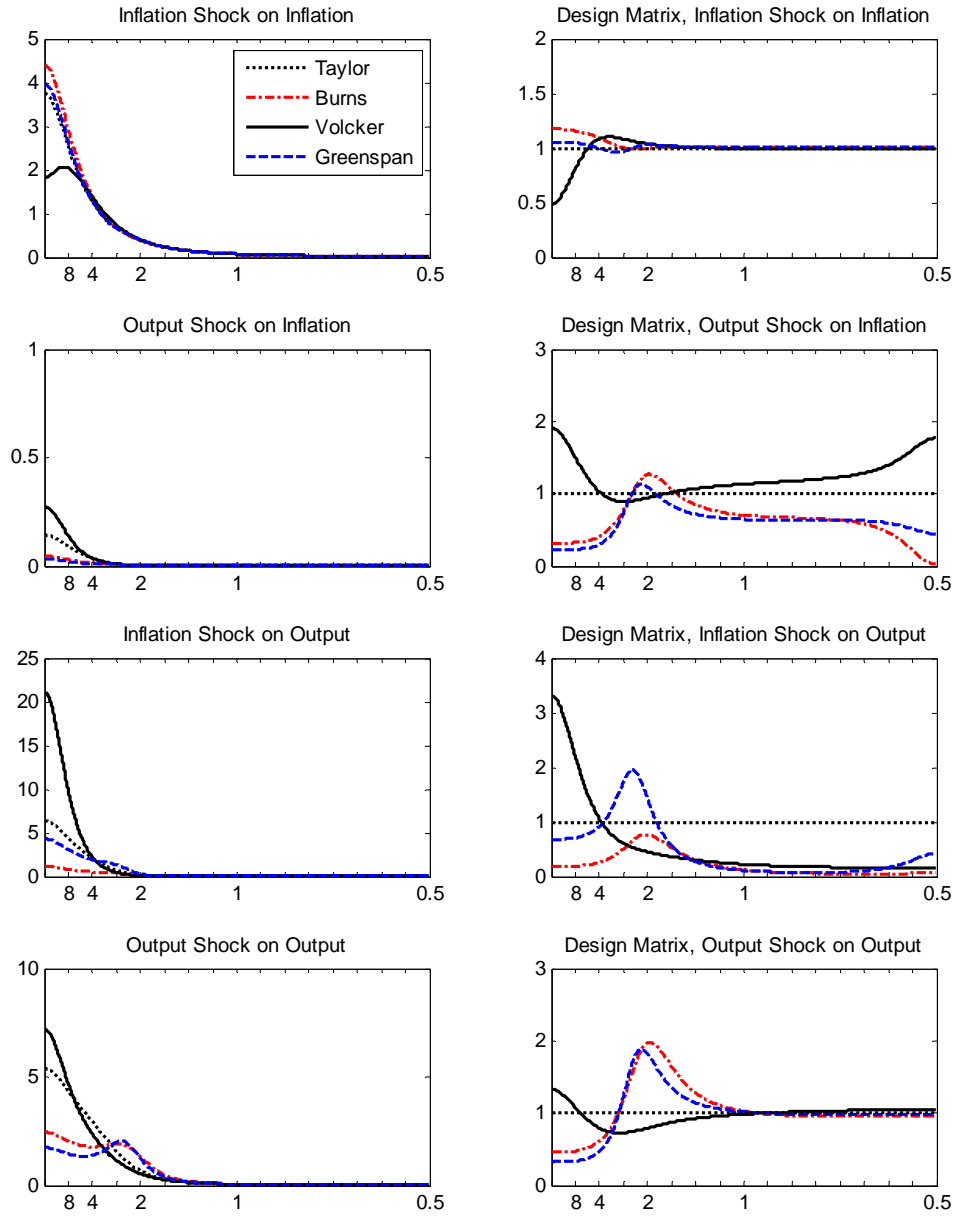 Inflation Shock on Inflation
5
4
3
2
1
0
8 4 2 1 0.5
Taylor
Burns
Volcker
Greenspan
Design Matrix, Inflation Shock on Inflation
2
1.5
1
0.5
0
8 4 2 1 0.5
Output Shock on Inflation
1
0.5
0
8 4 2 1 0.5
Design Matrix, Output Shock on Inflation
3
2
1
0
8 4 2 1 0.5
Inflation Shock on Output
25
20
15
10
5
0
8 4 2 1 0.5
Design Matrix, Inflation Shock on Output
4
3
2
1
0
8 4 2 1 0.5
Output Shock on Output
10
5
0
8 4 2 1 0.5
Design Matrix, Output Shock on Output
3
2
1
0
8 4 2 1 0.5